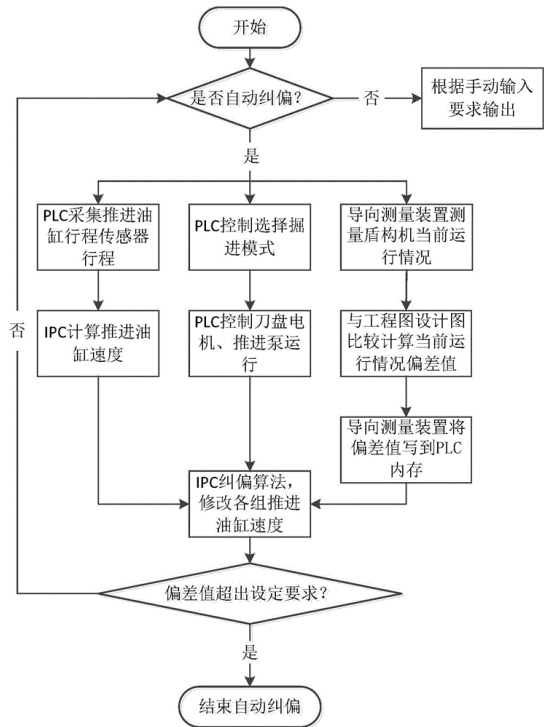 开始
是否自动纠偏？
否
根据手动输入
要求输出
是
PLC采集推进油
缸行程传感器
行程
PLC控制选择掘
进模式
导向测量装置测
量盾构机当前运
行情况
否
IPC计算推进油
缸速度
PLC控制刀盘电
机、推进泵运
行
与工程图设计图
比较计算当前运
行情况偏差值
导向测量装置将
偏差值写到PLC
内存
IPC纠偏算法，
修改各组推进
油缸速度
偏差值超出设定要求？
是
结束自动纠偏